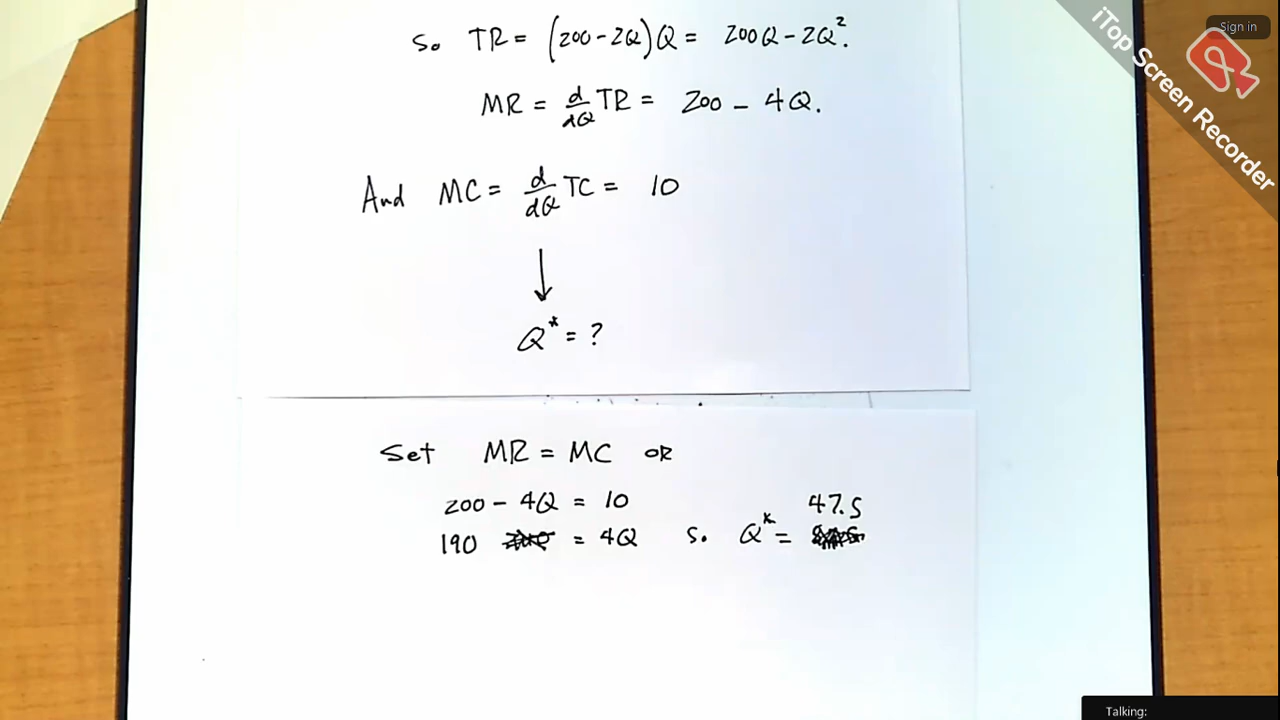 So TR = (200-2Q)Q = 200Q-2Q².
MR = d/dQ TR = 200 - 4Q.
And MC = d/dQ TC = 10
↓
Q* = ?
Set MR = MC OR
200 - 4Q = 10
190 = 4Q So Q* = 47.5
iTop Screen Recorder
Sign in
Talking: